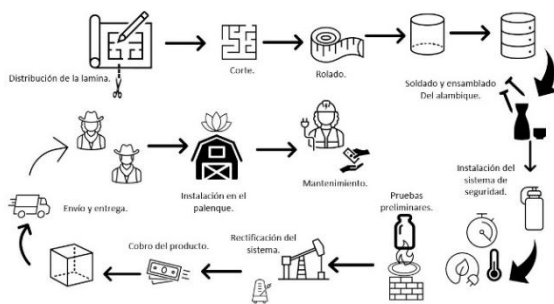 Distribución de la lamina.
Corte.
Rolado.
Soldado y ensamblado
Del alambique.
Instalación del
sistema de
seguridad.
Pruebas
preliminares.
Rectificación del
sistema.
Cobro del producto.
Envío y entrega.
Instalación en el
palenque.
Mantenimiento.